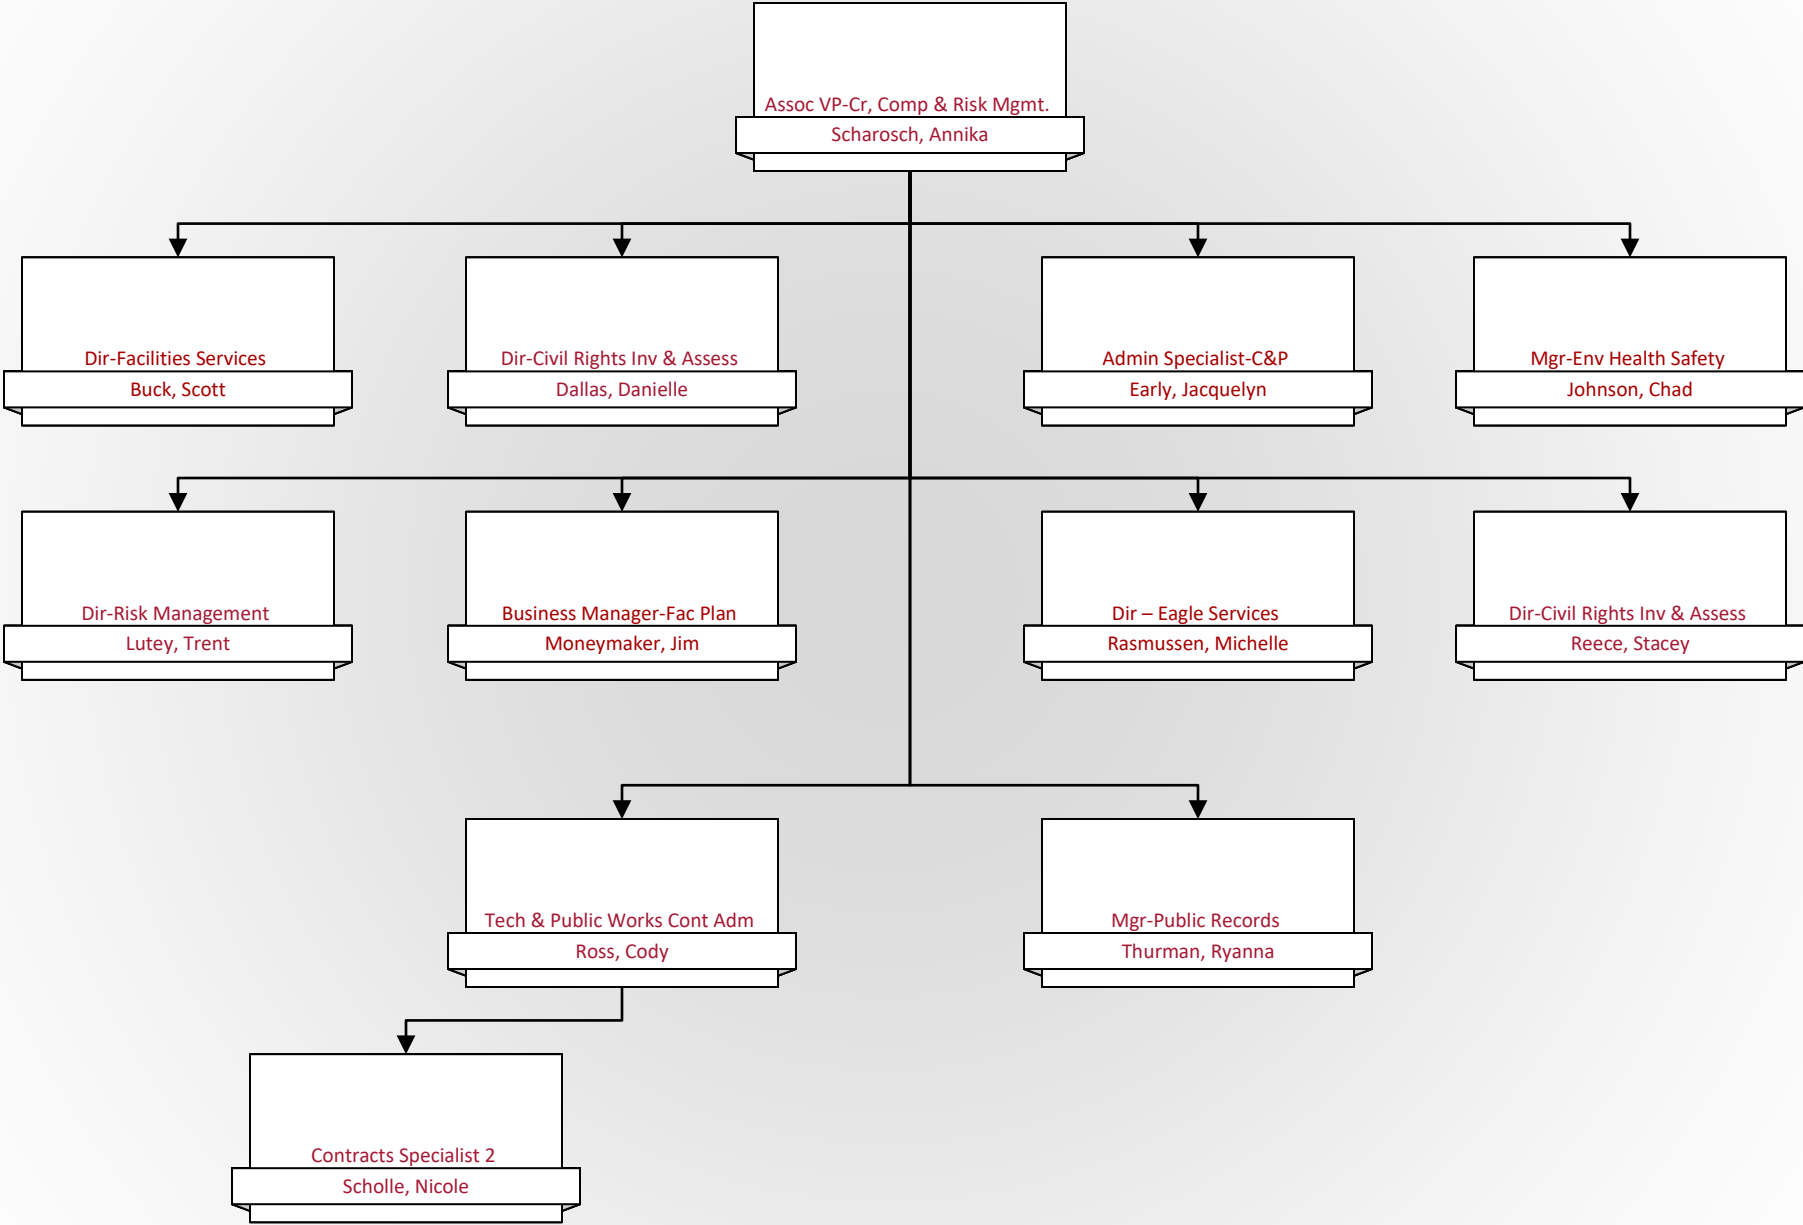 Assoc VP-Cr, Comp & Risk Mgmt.
Scharosch, Annika
Dir-Facilities Services
Buck, Scott
Dir-Civil Rights Inv & Assess
Dallas, Danielle
Admin Specialist-C&P
Early, Jacquelyn
Mgr-Env Health Safety
Johnson, Chad
Dir-Risk Management
Lutey, Trent
Business Manager-Fac Plan
Moneymaker, Jim
Dir – Eagle Services
Rasmussen, Michelle
Dir-Civil Rights Inv & Assess
Reece, Stacey
Tech & Public Works Cont Adm
Ross, Cody
Mgr-Public Records
Thurman, Ryanna
Contracts Specialist 2
Scholle, Nicole